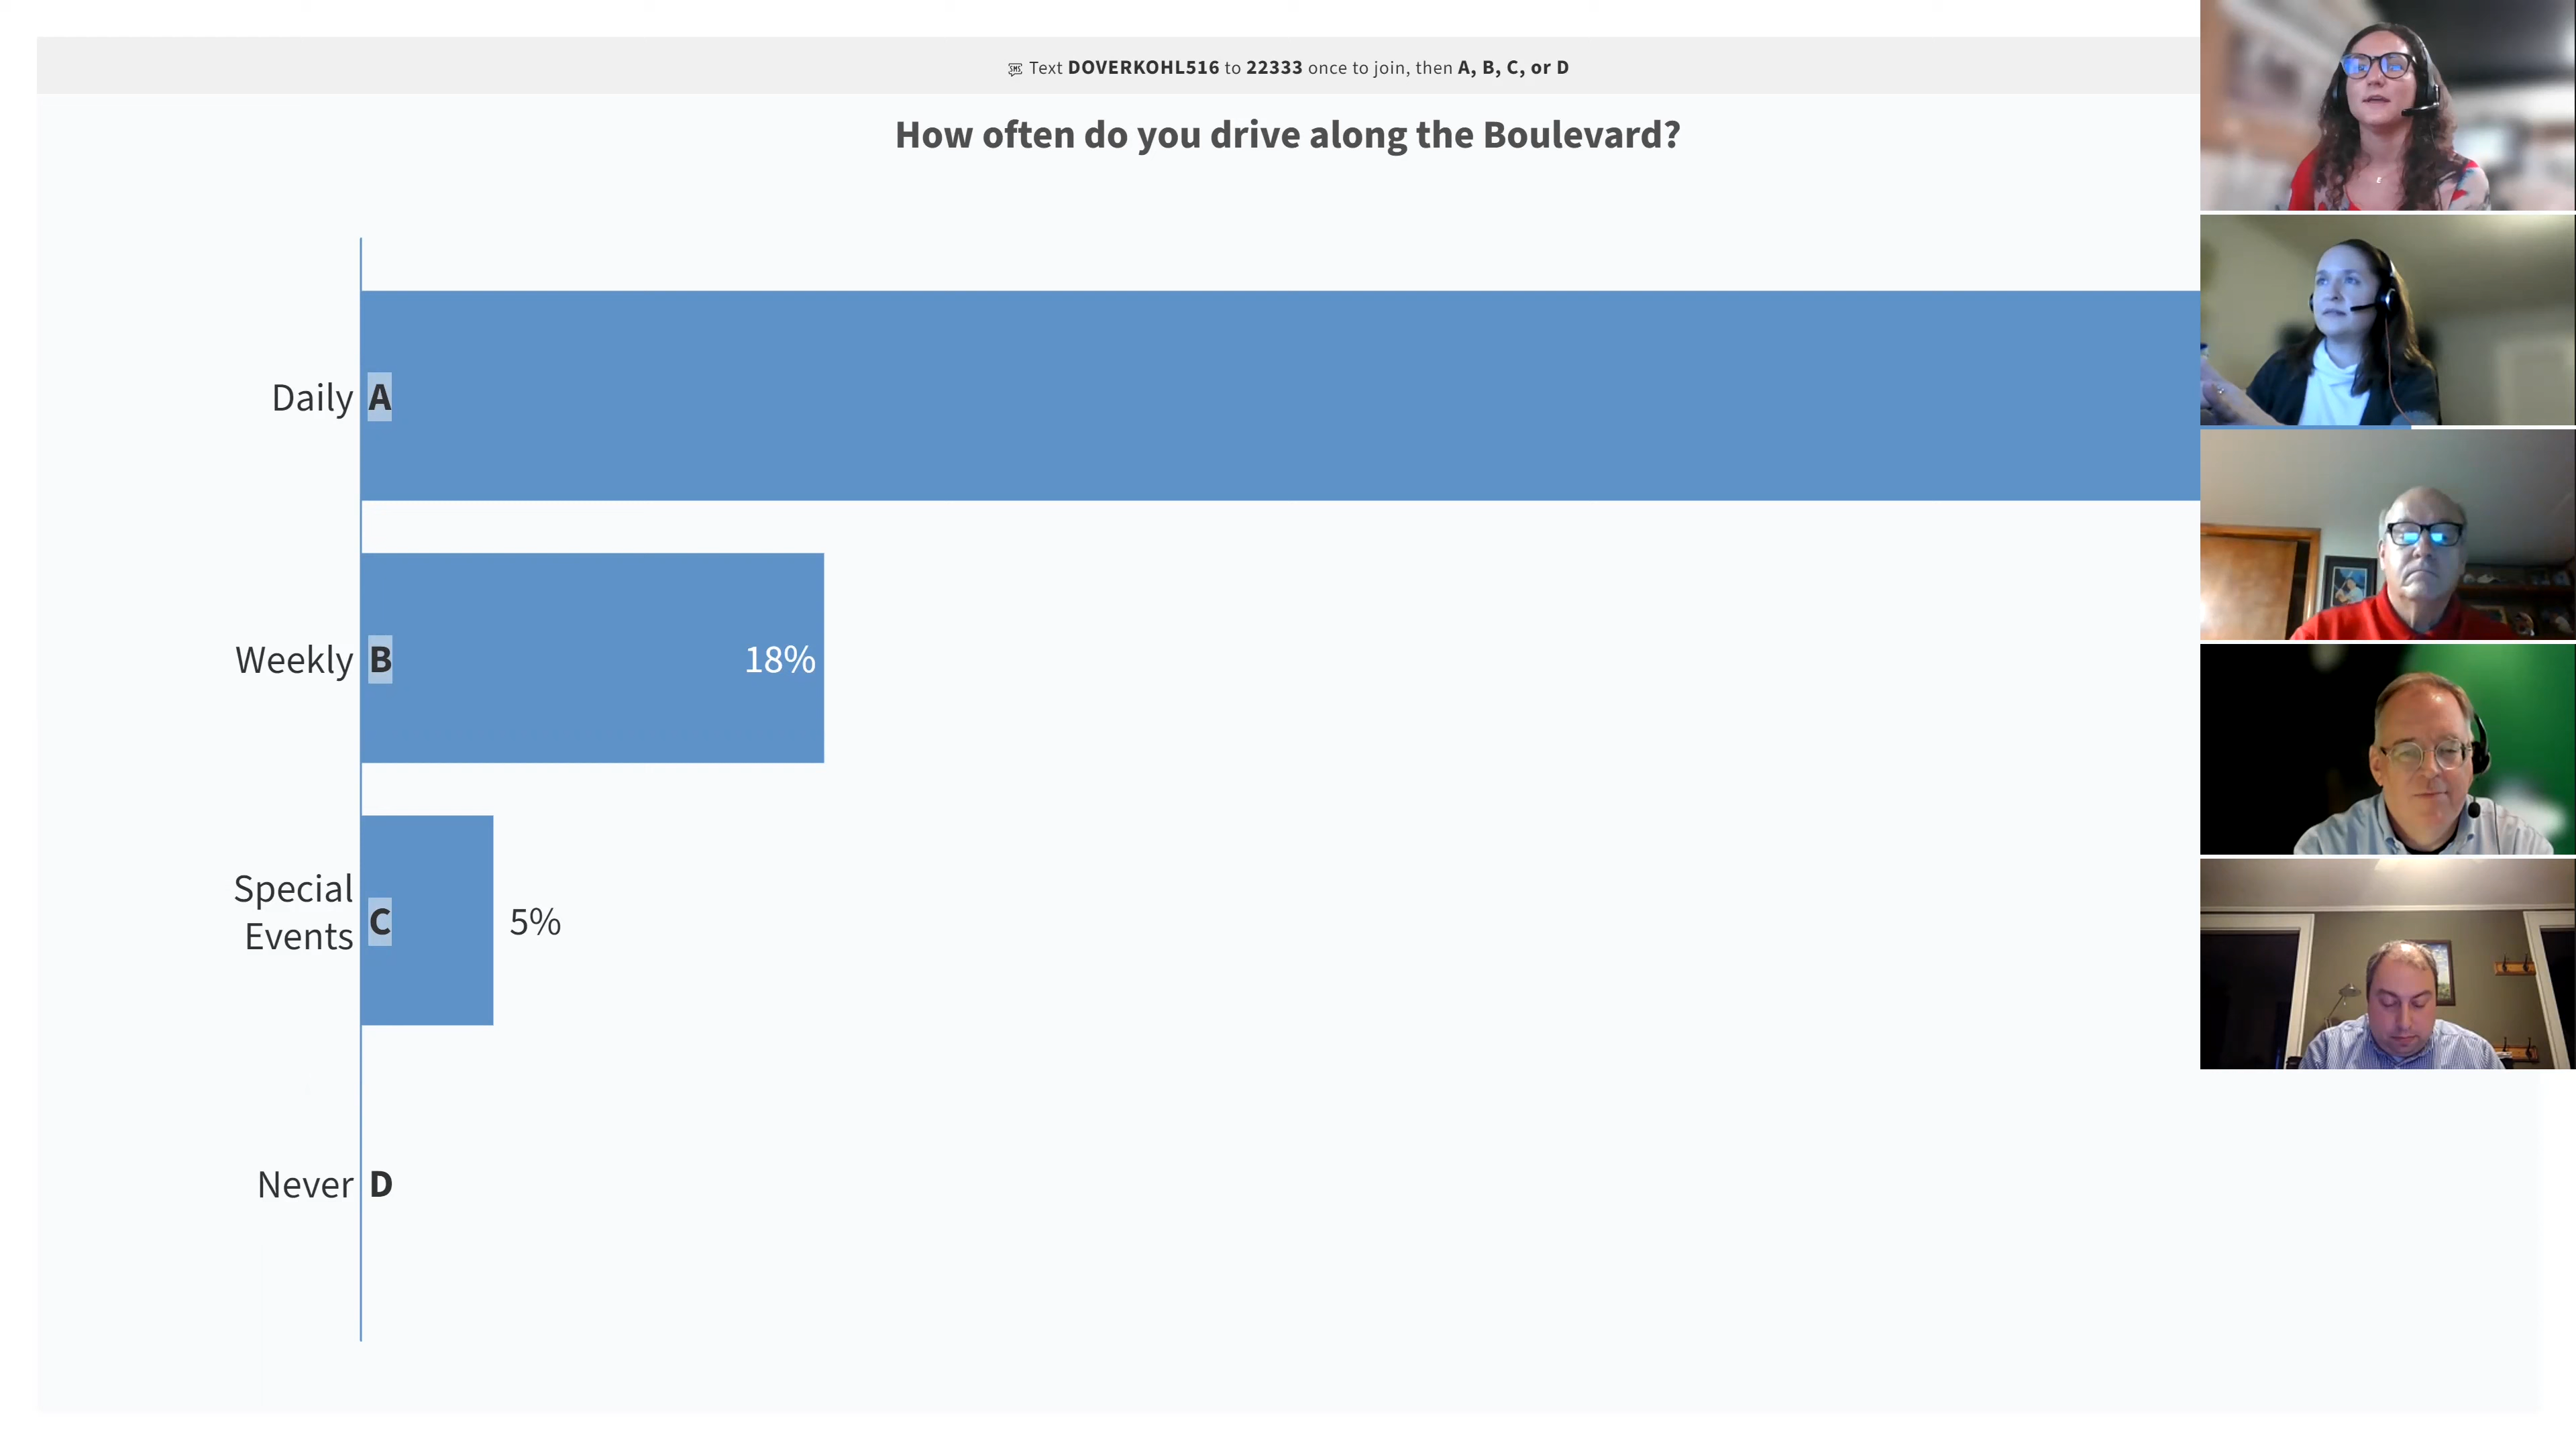 Text DOVERKOHL516 to 22333 once to join, then A, B, C, or D
How often do you drive along the Boulevard?
Daily A
Weekly B 18%
Special
Events C 5%
Never D